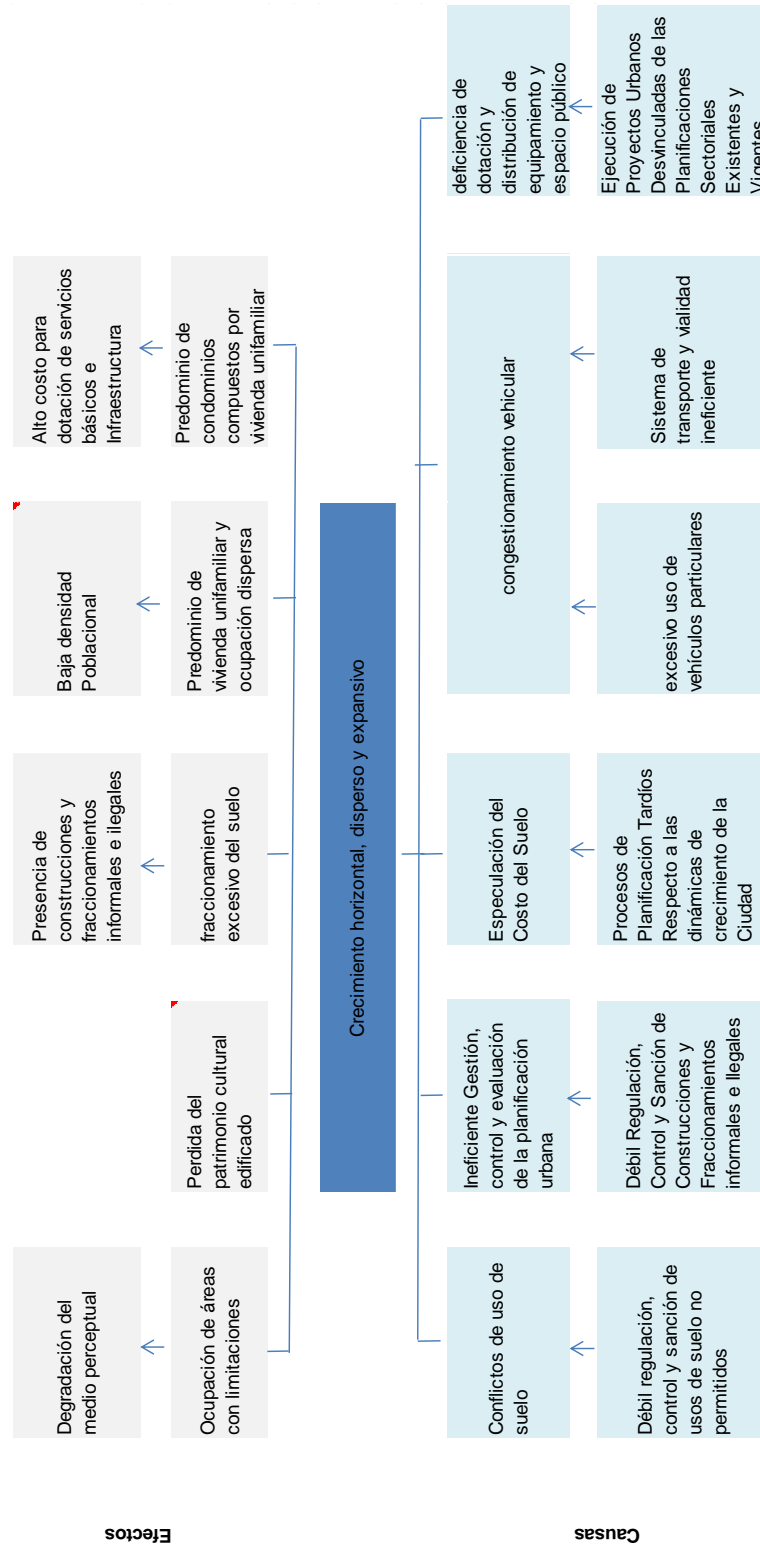 Efectos
Degradación del
medio perceptual
Presencia de
construcciones y
fraccionamientos
informales e ilegales
Baja densidad
Poblacional
Alto costo para
dotación de servicios
básicos e
Infraestructura
Ocupación de áreas
con limitaciones
Perdida del
patrimonio cultural
edificado
fraccionamiento
excesivo del suelo
Predominio de
vivienda unifamiliar y
ocupación dispersa
Predominio de
condominios
compuestos por
vivienda unifamiliar
Crecimiento horizontal, disperso y expansivo
Causas
Conflictos de uso de
suelo
Ineficiente Gestión,
control y evaluación
de la planificación
urbana
Especulación del
Costo del Suelo
congestionamiento vehicular
deficiencia de
dotación y
distribución de
equipamiento y
espacio público
Débil regulación,
control y sanción de
usos de suelo no
permitidos
Débil Regulación,
Control y Sanción de
Construcciones y
Fraccionamientos
informales e Ilegales
Procesos de
Planificación Tardíos
Respecto a las
dinámicas de
crecimiento de la
Ciudad
excesivo uso de
vehículos particulares
Sistema de
transporte y vialidad
ineficiente
Ejecución de
Proyectos Urbanos
Desvinculadas de las
Planificaciones
Sectoriales
Existentes y
Vigentes